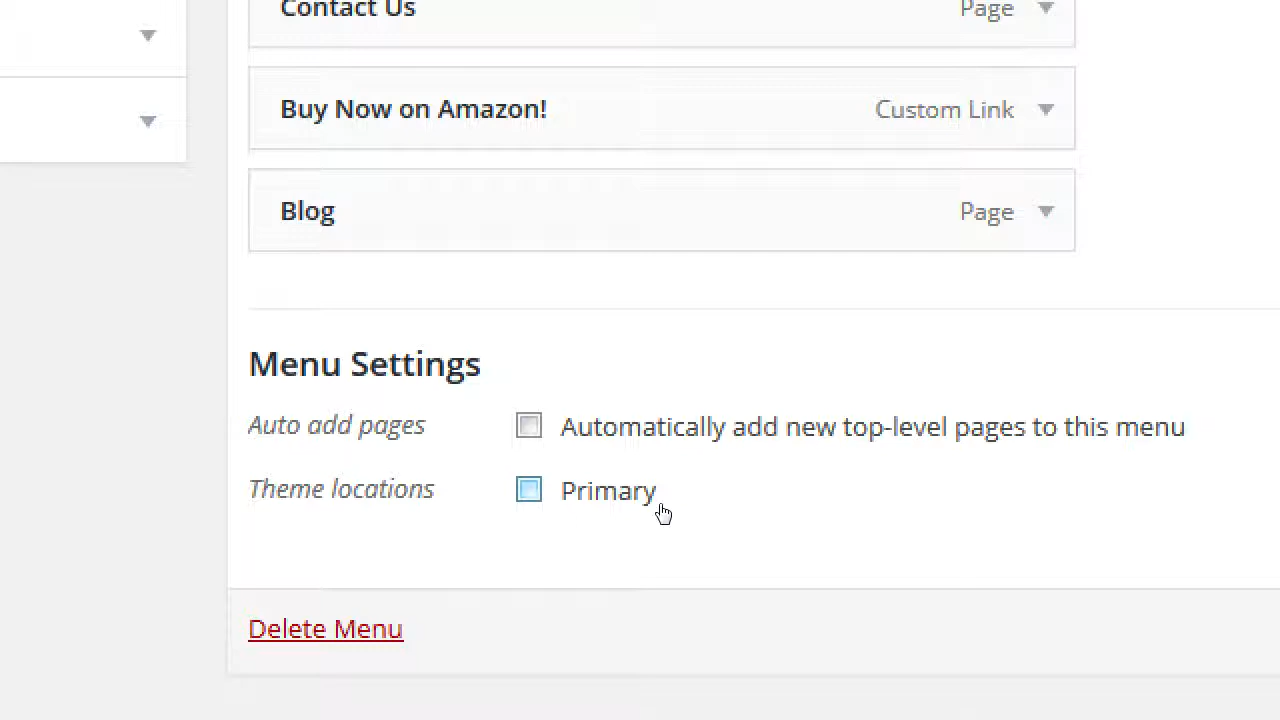 Contact Us Page
Buy Now on Amazon! Custom Link
Blog Page
Menu Settings
Auto add pages Automatically add new top-level pages to this menu
Theme locations Primary
Delete Menu